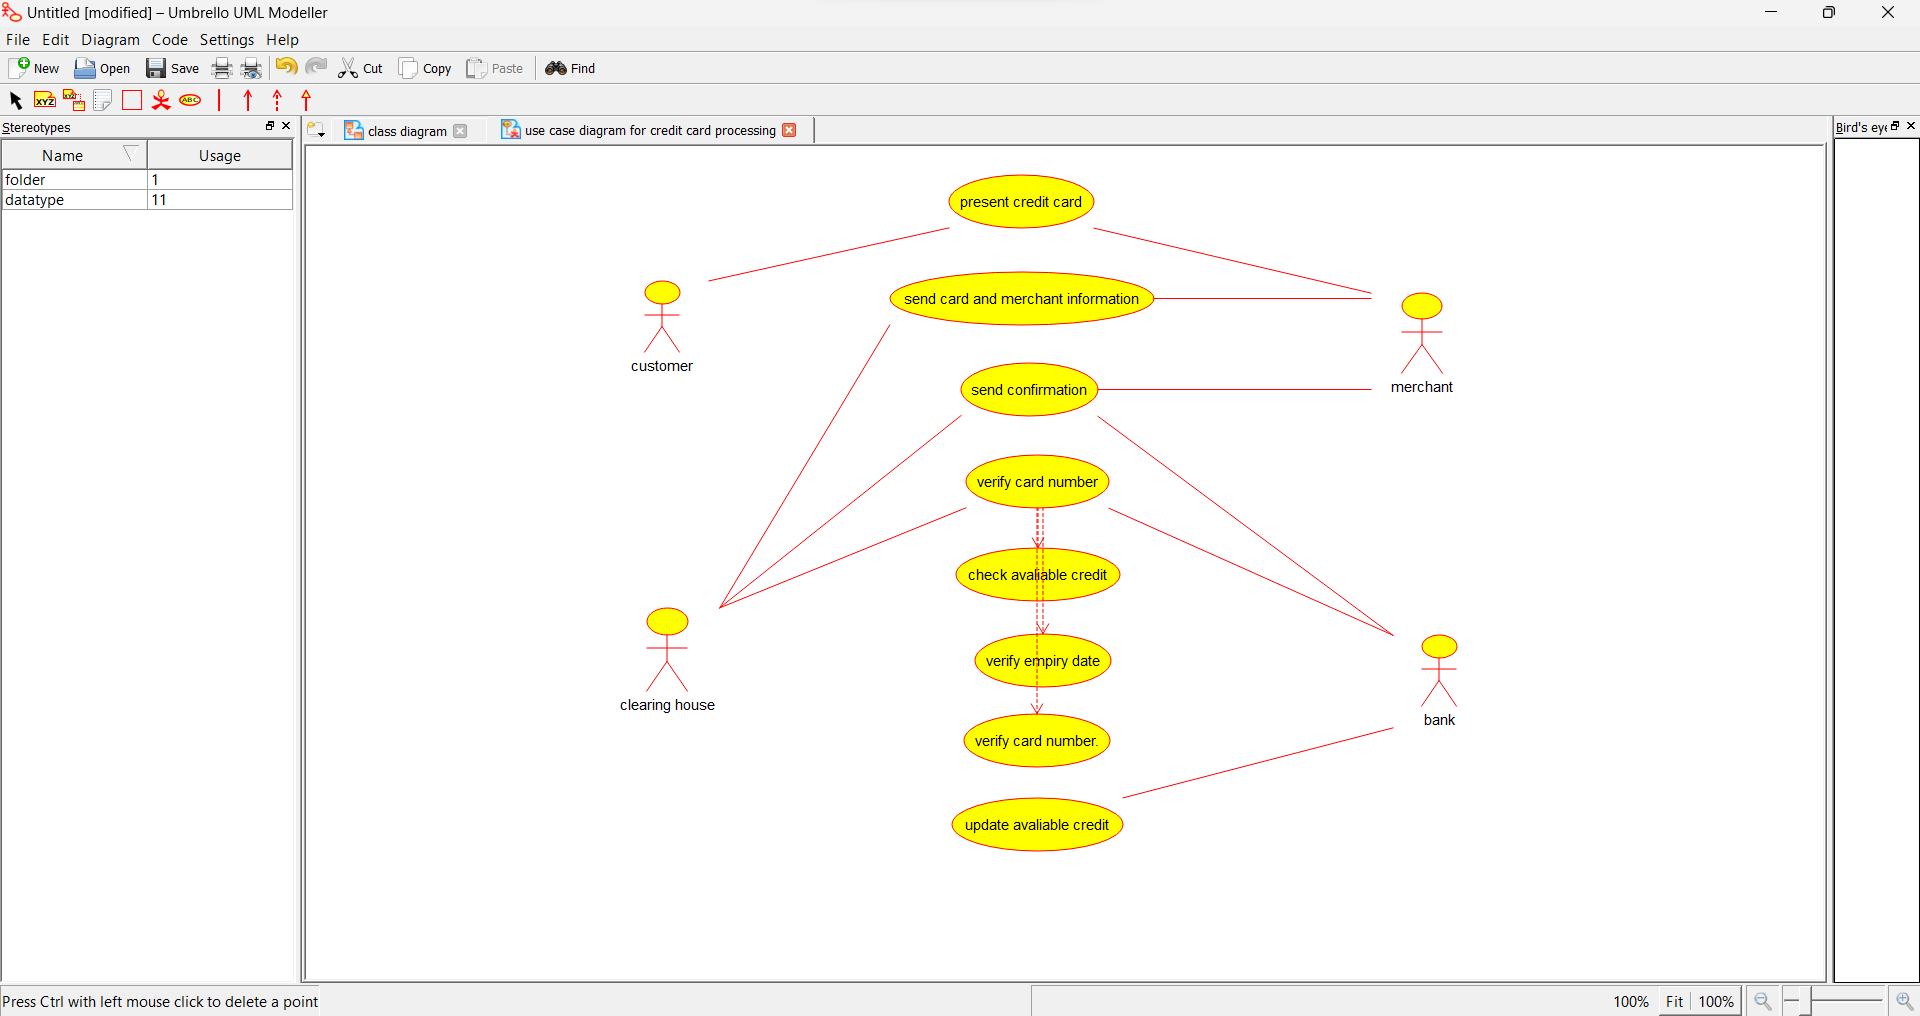 Untitled [modified] – Umbrello UML Modeller
File Edit Diagram Code Settings Help
New Open Save Cut Copy Paste Find
XYZ XYZ ABC
Stereotypes
class diagram
use case diagram for credit card processing
Bird's eye
Name Usage
folder 1
datatype 11
present credit card
send card and merchant information
customer
merchant
send confirmation
verify card number
check avaliable credit
verify empiry date
clearing house
bank
verify card number.
update avaliable credit
Press Ctrl with left mouse click to delete a point
100% Fit 100%